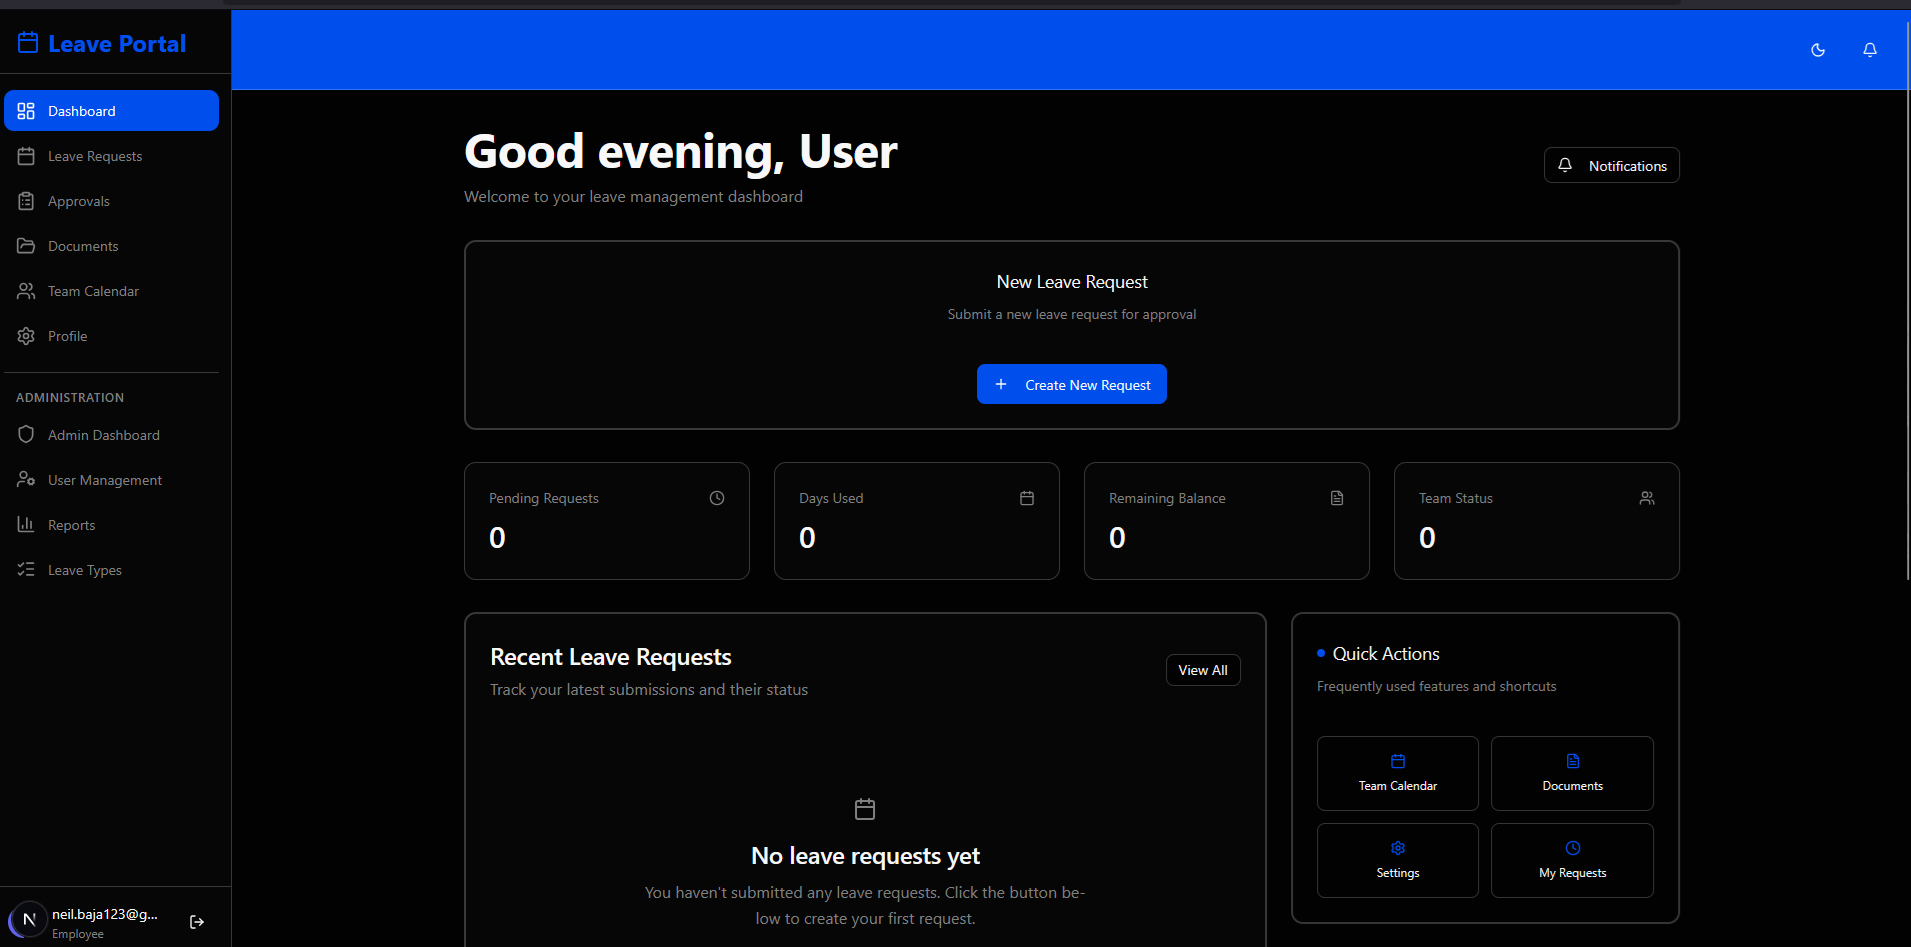 Leave Portal
Dashboard
Leave Requests
Approvals
Documents
Team Calendar
Profile
ADMINISTRATION
Admin Dashboard
User Management
Reports
Leave Types
N
neil.baja123@g...
Employee
Good evening, User
Welcome to your leave management dashboard
Notifications
New Leave Request
Submit a new leave request for approval
Create New Request
Pending Requests
0
Days Used
0
Remaining Balance
0
Team Status
0
Recent Leave Requests
Track your latest submissions and their status
View All
No leave requests yet
You haven't submitted any leave requests. Click the button be-
low to create your first request.
Quick Actions
Frequently used features and shortcuts
Team Calendar
Documents
Settings
My Requests